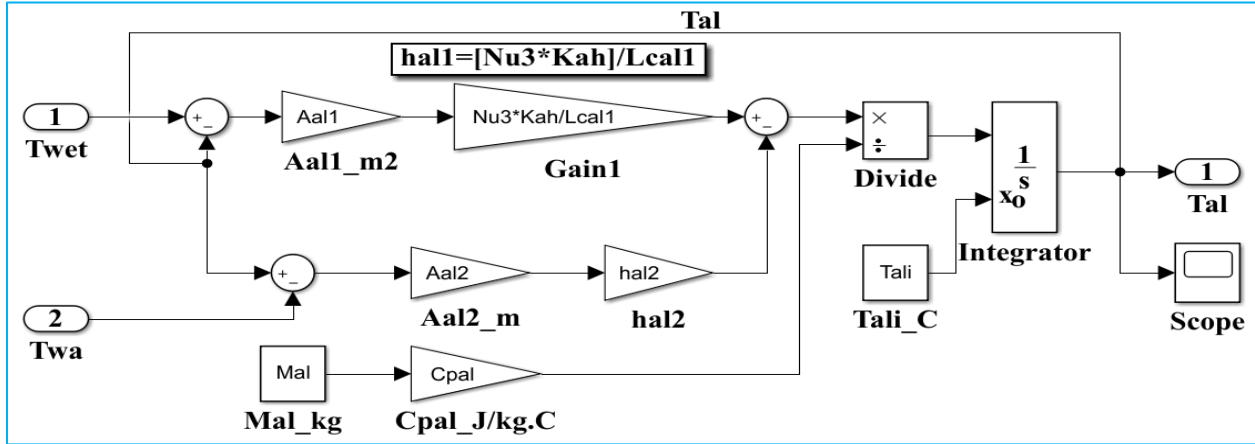 Tal
hal1=[Nu3*Kah]/Lcal1
1
Twet
+
_
Aal1
Aal1_m2
Nu3*Kah/Lcal1
Gain1
+
_
×
÷
Divide
1
s
xo
Integrator
1
Tal
+
_
Aal2
Aal2_m
hal2
hal2
Tali
Tali_C
Scope
2
Twa
Mal
Mal_kg
Cpal
Cpal_J/kg.C